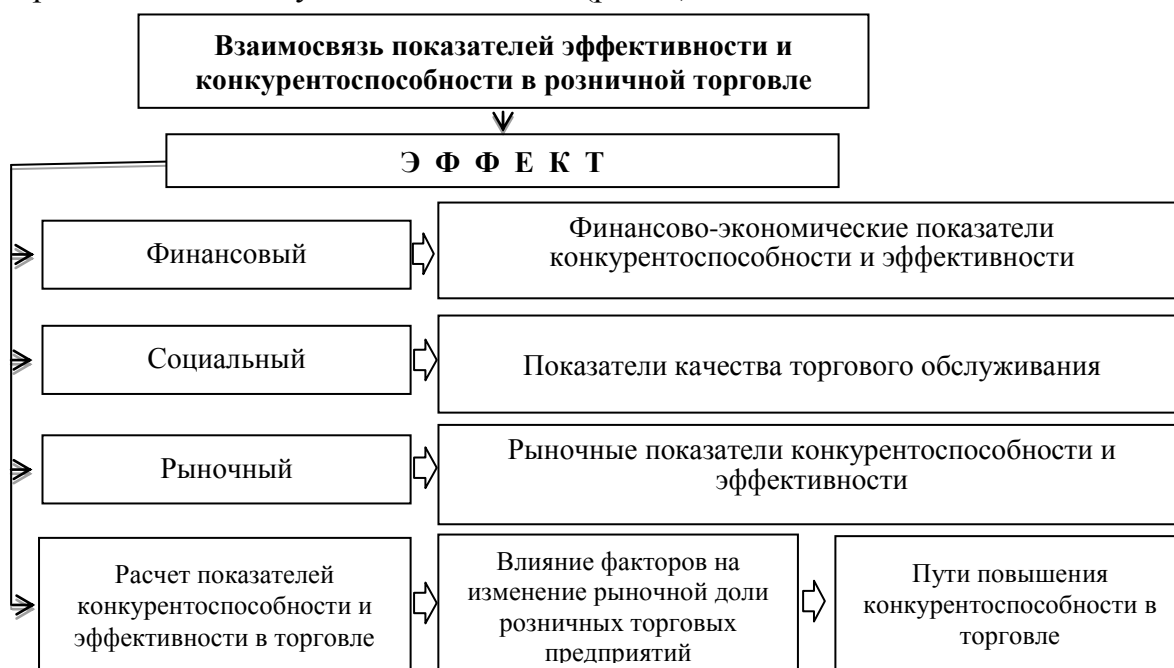 Взаимосвязь показателей эффективности и
конкурентоспособности в розничной торговле
Э Ф Ф Е К Т
Финансовый
Финансово-экономические показатели
конкурентоспособности и эффективности
Социальный
Показатели качества торгового обслуживания
Рыночный
Рыночные показатели конкурентоспособности и
эффективности
Расчет показателей
конкурентоспособности и
эффективности в торговле
Влияние факторов на
изменение рыночной доли
розничных торговых
предприятий
Пути повышения
конкурентоспособности в
торговле